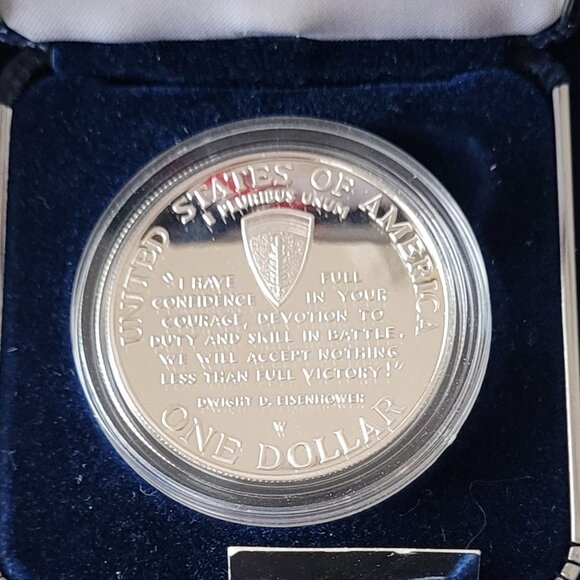 UNITED STATES OF AMERICA
E PLURIBUS UNUM
"I HAVE FULL
CONFIDENCE IN YOUR
COURAGE, DEVOTION TO
DUTY AND SKILL IN BATTLE.
WE WILL ACCEPT NOTHING
LESS THAN FULL VICTORY!"
DWIGHT D. EISENHOWER
W
ONE DOLLAR